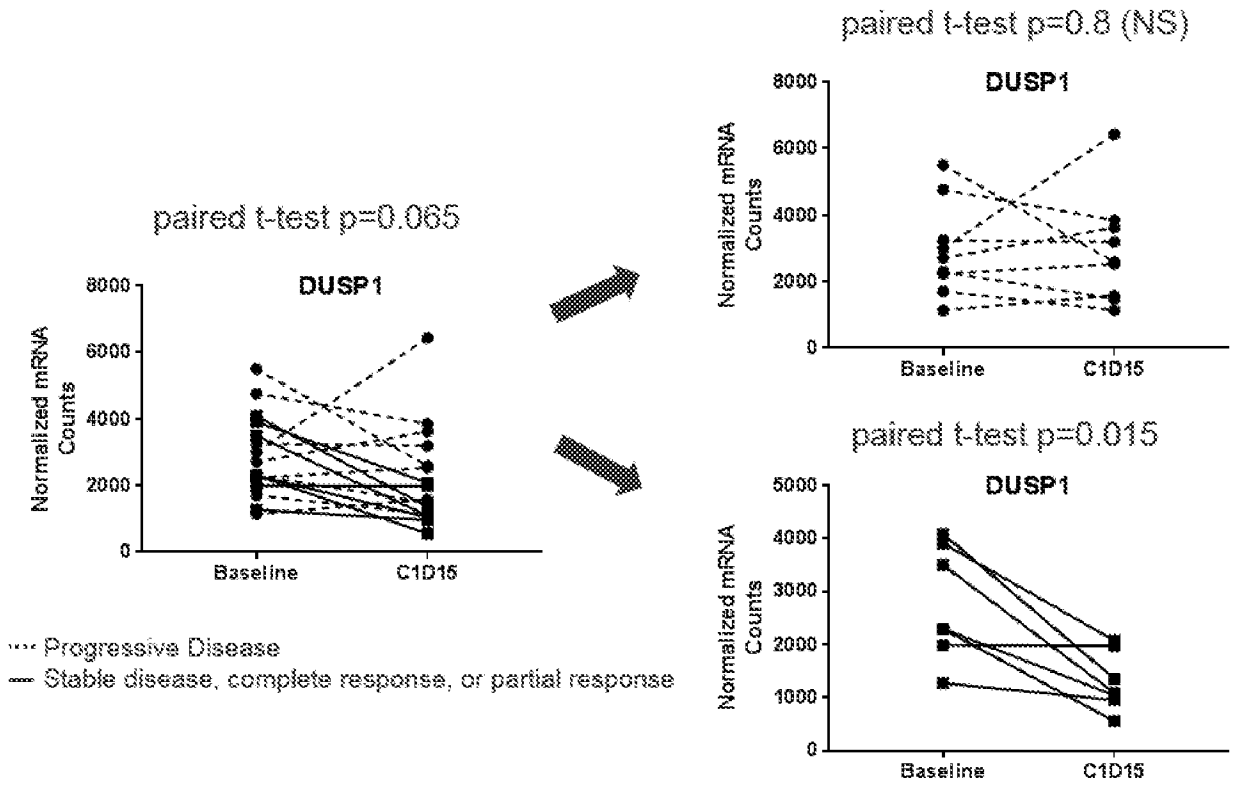 paired t-test p=0.065
DUSP1
Normalized mRNA
Counts
8000
6000
4000
2000
0
Baseline
C1D15
Progressive Disease
Stable disease, complete response, or partial response
paired t-test p=0.8 (NS)
DUSP1
Normalized mRNA
Counts
8000
6000
4000
2000
0
Baseline
C1D15
paired t-test p=0.015
DUSP1
Normalized mRNA
Counts
5000
4000
3000
2000
1000
0
Baseline
C1D15